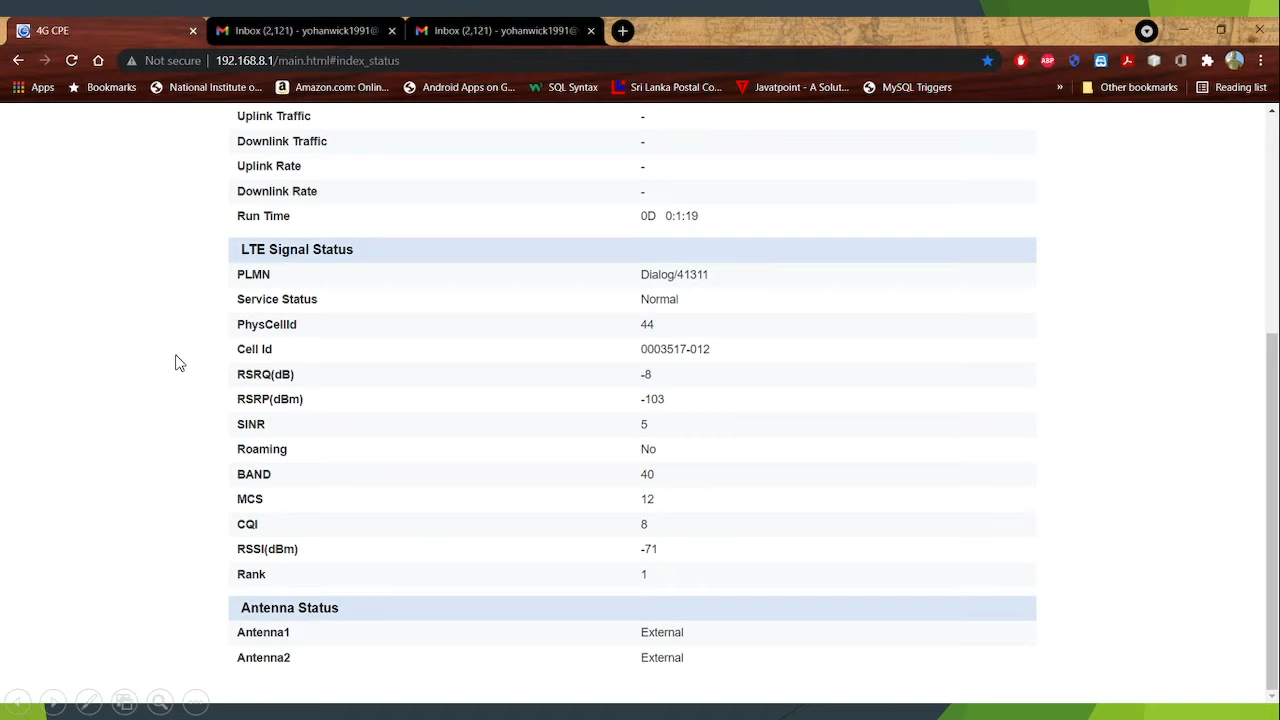 4G CPE
Inbox (2,121) - yohanwick1991@
Inbox (2,121) - yohanwick1991@
Not secure
192.168.8.1/main.html#index_status
ABP
Apps
Bookmarks
National Institute o...
Amazon.com: Onlin...
Android Apps on G...
SQL Syntax
Sri Lanka Postal Co...
Javatpoint - A Solut...
MySQL Triggers
»
Other bookmarks
Reading list
Uplink Traffic -
Downlink Traffic -
Uplink Rate -
Downlink Rate -
Run Time 0D 0:1:19
LTE Signal Status
PLMN Dialog/41311
Service Status Normal
PhysCellId 44
Cell Id 0003517-012
RSRQ(dB) -8
RSRP(dBm) -103
SINR 5
Roaming No
BAND 40
MCS 12
CQI 8
RSSI(dBm) -71
Rank 1
Antenna Status
Antenna1 External
Antenna2 External